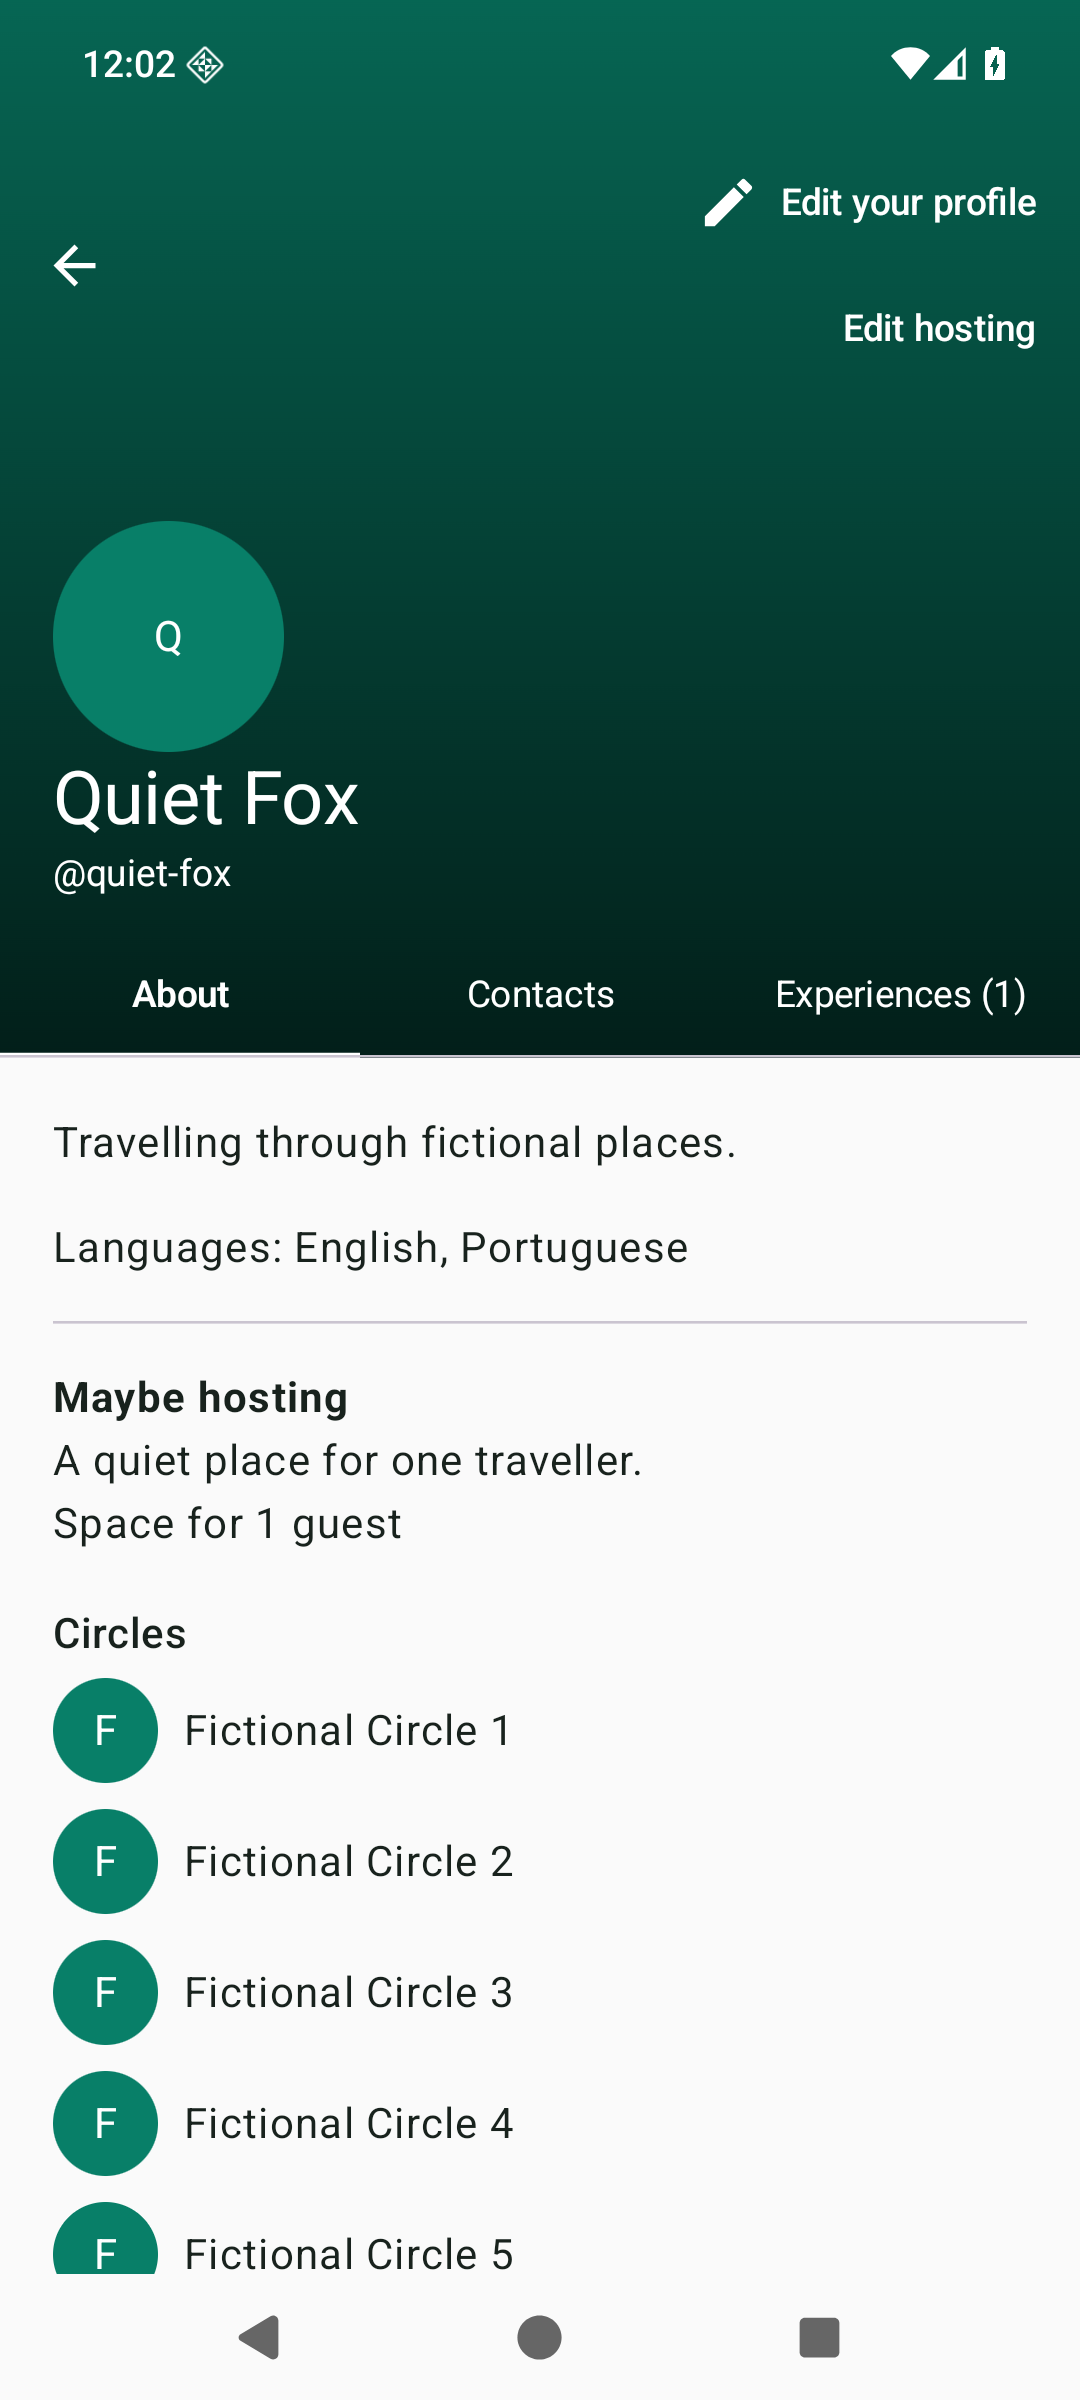 12:02
Edit your profile
Edit hosting
Q
Quiet Fox
@quiet-fox
About
Contacts
Experiences (1)
Travelling through fictional places.
Languages: English, Portuguese
Maybe hosting
A quiet place for one traveller.
Space for 1 guest
Circles
F Fictional Circle 1
F Fictional Circle 2
F Fictional Circle 3
F Fictional Circle 4
F Fictional Circle 5